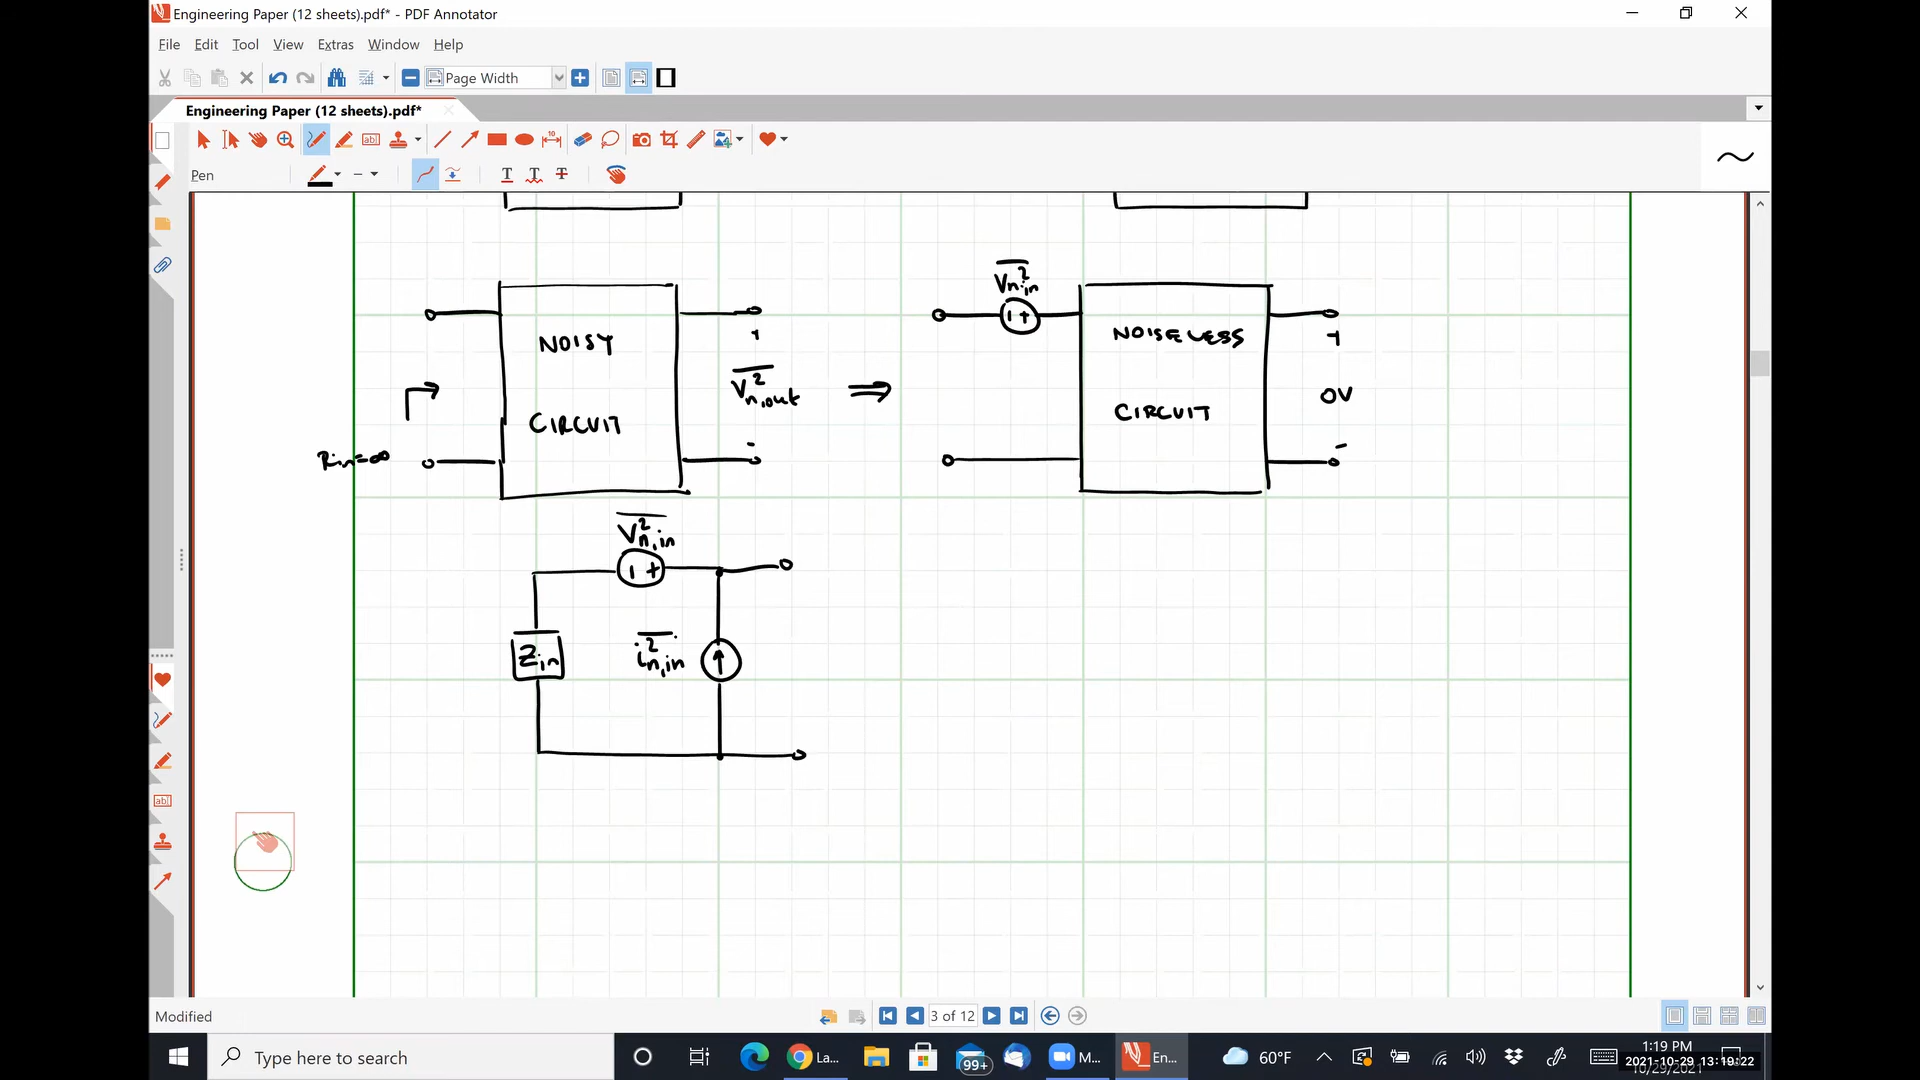 Engineering Paper (12 sheets).pdf* - PDF Annotator
File Edit Tool View Extras Window Help
Page Width
Engineering Paper (12 sheets).pdf*
Pen
V²n,in
NOISY
CIRCUIT
+
V²n,out
-
⇒
Rin=∞
NOISELESS
CIRCUIT
+
0V
-
V²n,in
Zin
i²n,in
Modified
3 of 12
Type here to search
99+
La...
M...
En...
60°F
1:19 PM
2021-10-29 13:19:22
10/29/2021